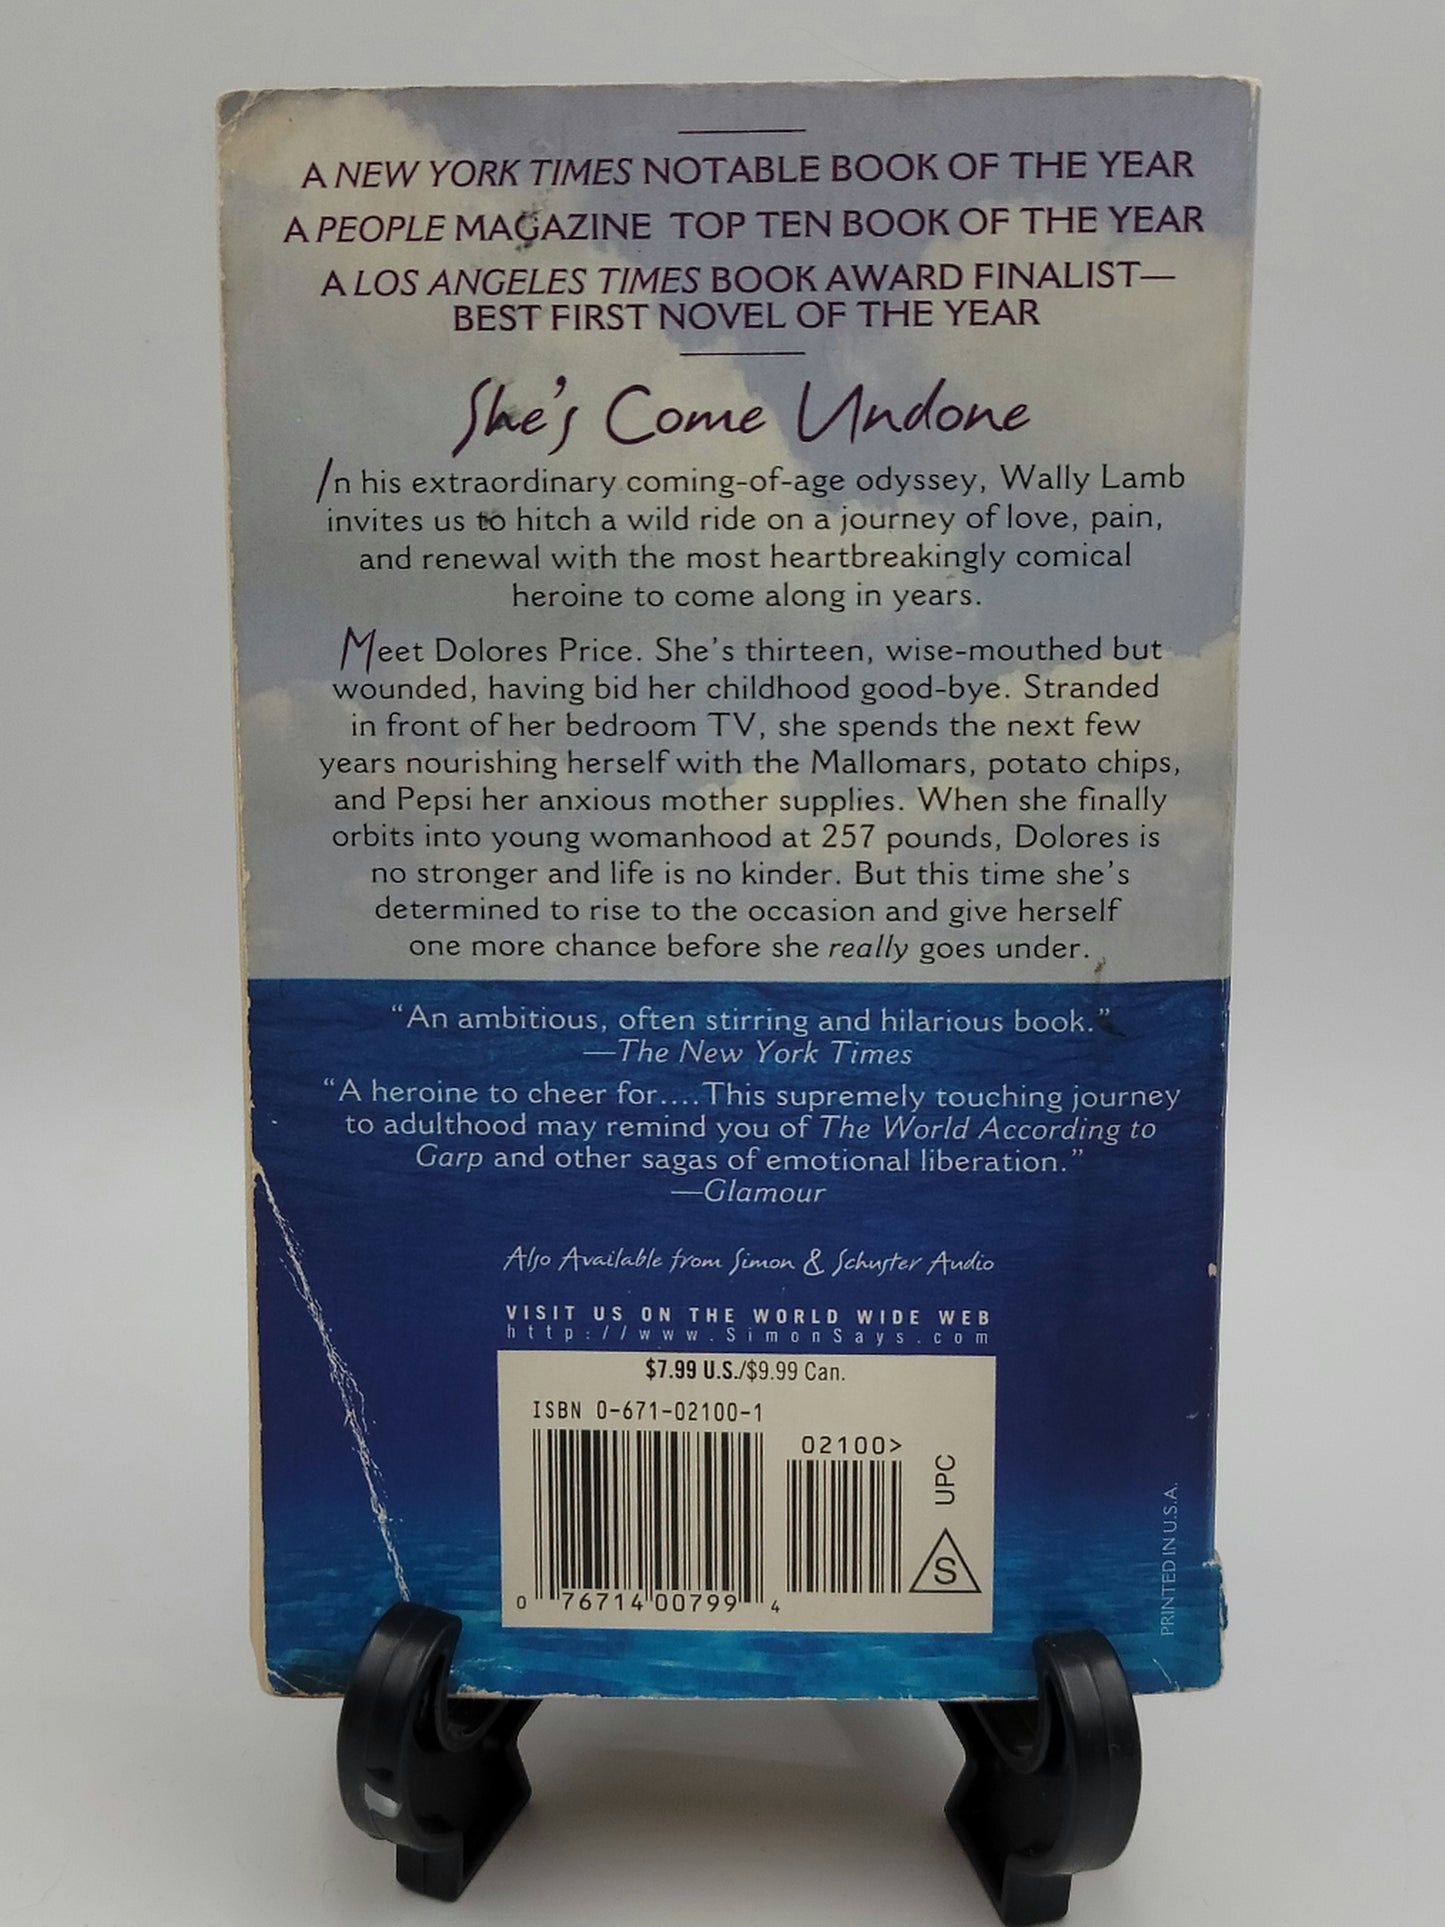 A NEW YORK TIMES NOTABLE BOOK OF THE YEAR
A PEOPLE MAGAZINE TOP TEN BOOK OF THE YEAR
A LOS ANGELES TIMES BOOK AWARD FINALIST—
BEST FIRST NOVEL OF THE YEAR
She's Come Undone
In his extraordinary coming-of-age odyssey, Wally Lamb
invites us to hitch a wild ride on a journey of love, pain,
and renewal with the most heartbreakingly comical
heroine to come along in years.
Meet Dolores Price. She's thirteen, wise-mouthed but
wounded, having bid her childhood good-bye. Stranded
in front of her bedroom TV, she spends the next few
years nourishing herself with the Mallomars, potato chips,
and Pepsi her anxious mother supplies. When she finally
orbits into young womanhood at 257 pounds, Dolores is
no stronger and life is no kinder. But this time she's
determined to rise to the occasion and give herself
one more chance before she really goes under.
“An ambitious, often stirring and hilarious book.”
—The New York Times
“A heroine to cheer for....This supremely touching journey
to adulthood may remind you of The World According to
Garp and other sagas of emotional liberation.”
—Glamour
Also Available from Simon & Schuster Audio
VISIT US ON THE WORLD WIDE WEB
http://www.SimonSays.com
$7.99 U.S./$9.99 Can.
ISBN 0-671-02100-1
02100>
UPC
S
0 76714 00799 4
PRINTED IN U.S.A.